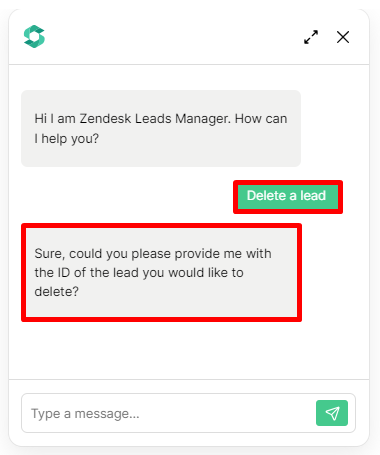 Hi I am Zendesk Leads Manager. How can
I help you?
Delete a lead
Sure, could you please provide me with
the ID of the lead you would like to
delete?
Type a message...